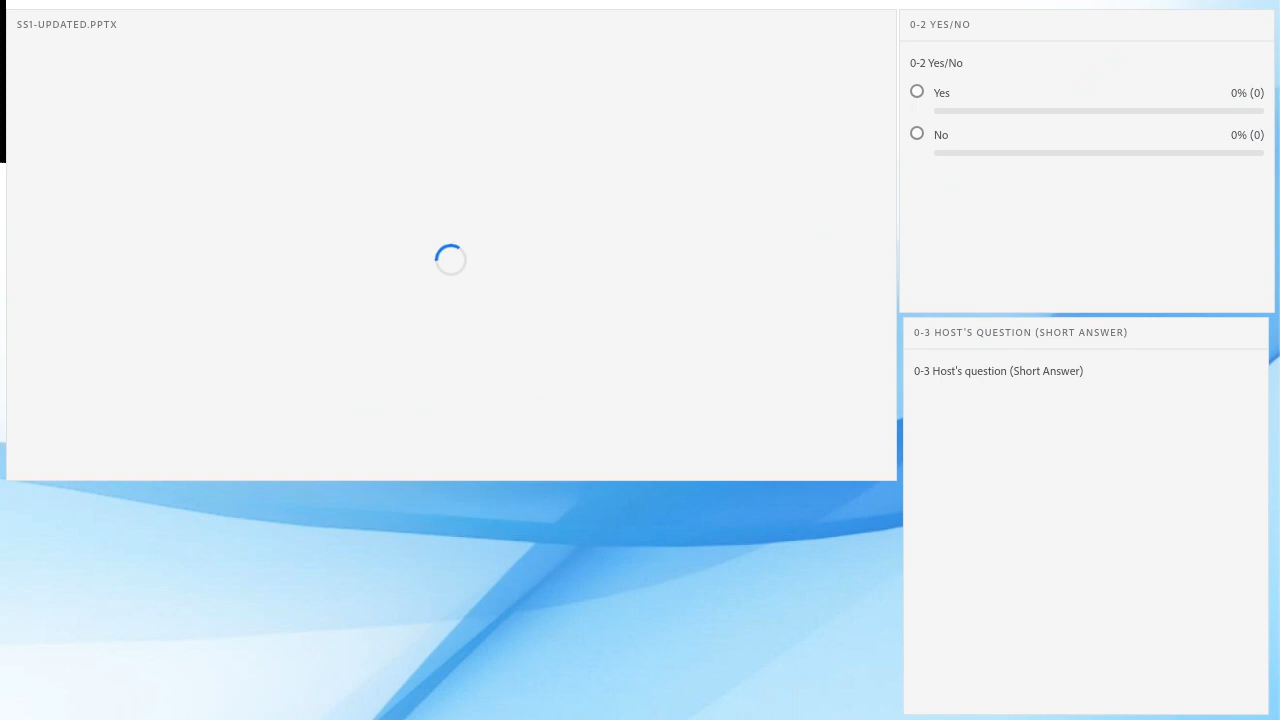 SS1-UPDATED.PPTX
0-2 YES/NO
0-2 Yes/No
Yes 0% (0)
No 0% (0)
0-3 HOST'S QUESTION (SHORT ANSWER)
0-3 Host's question (Short Answer)